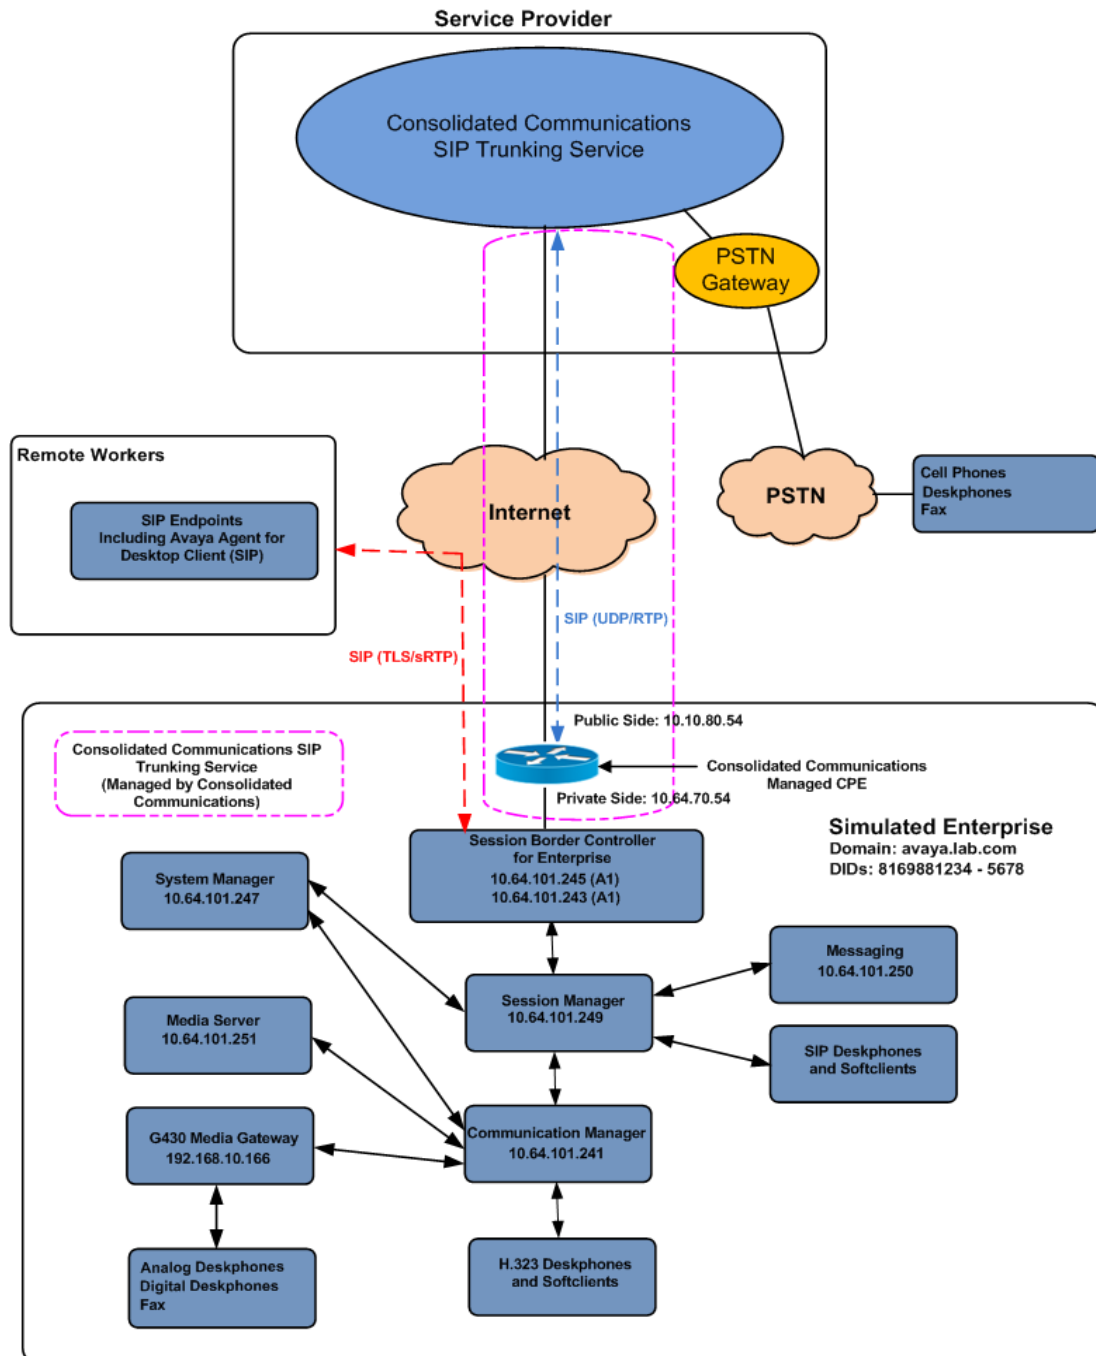 Service Provider
Consolidated Communications
SIP Trunking Service
PSTN
Gateway
Remote Workers
SIP Endpoints
Including Avaya Agent for
Desktop Client (SIP)
Internet
PSTN
Cell Phones
Deskphones
Fax
SIP (UDP/RTP)
SIP (TLS/sRTP)
Public Side: 10.10.80.54
Consolidated Communications SIP
Trunking Service
(Managed by Consolidated
Communications)
Consolidated Communications
Managed CPE
Private Side: 10.64.70.54
Simulated Enterprise
Domain: avaya.lab.com
DIDs: 8169881234 - 5678
Session Border Controller
for Enterprise
10.64.101.245 (A1)
10.64.101.243 (A1)
System Manager
10.64.101.247
Messaging
10.64.101.250
Session Manager
10.64.101.249
Media Server
10.64.101.251
SIP Deskphones
and Softclients
G430 Media Gateway
192.168.10.166
Communication Manager
10.64.101.241
Analog Deskphones
Digital Deskphones
Fax
H.323 Deskphones
and Softclients